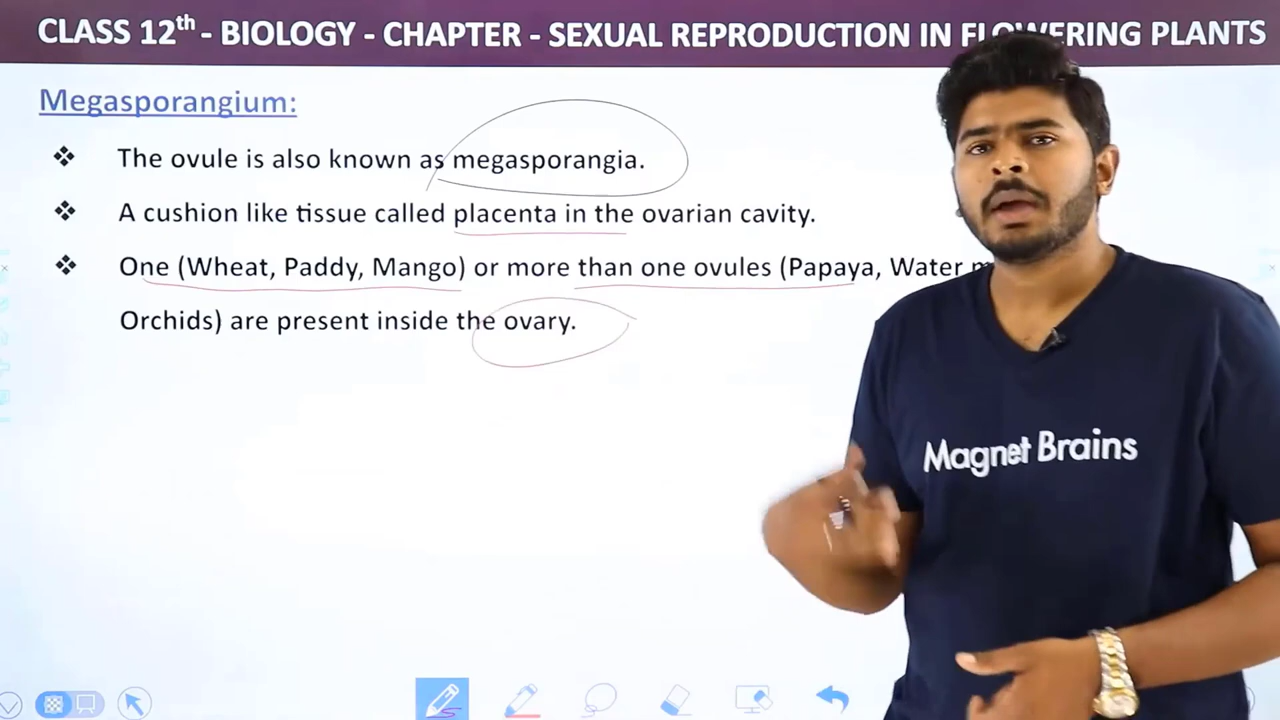 CLASS 12th - BIOLOGY - CHAPTER - SEXUAL REPRODUCTION IN FLOWERING PLANTS
Megasporangium:
❖ The ovule is also known as megasporangia.
❖ A cushion like tissue called placenta in the ovarian cavity.
❖ One (Wheat, Paddy, Mango) or more than one ovules (Papaya, Water
Orchids) are present inside the ovary.
Magnet Brains